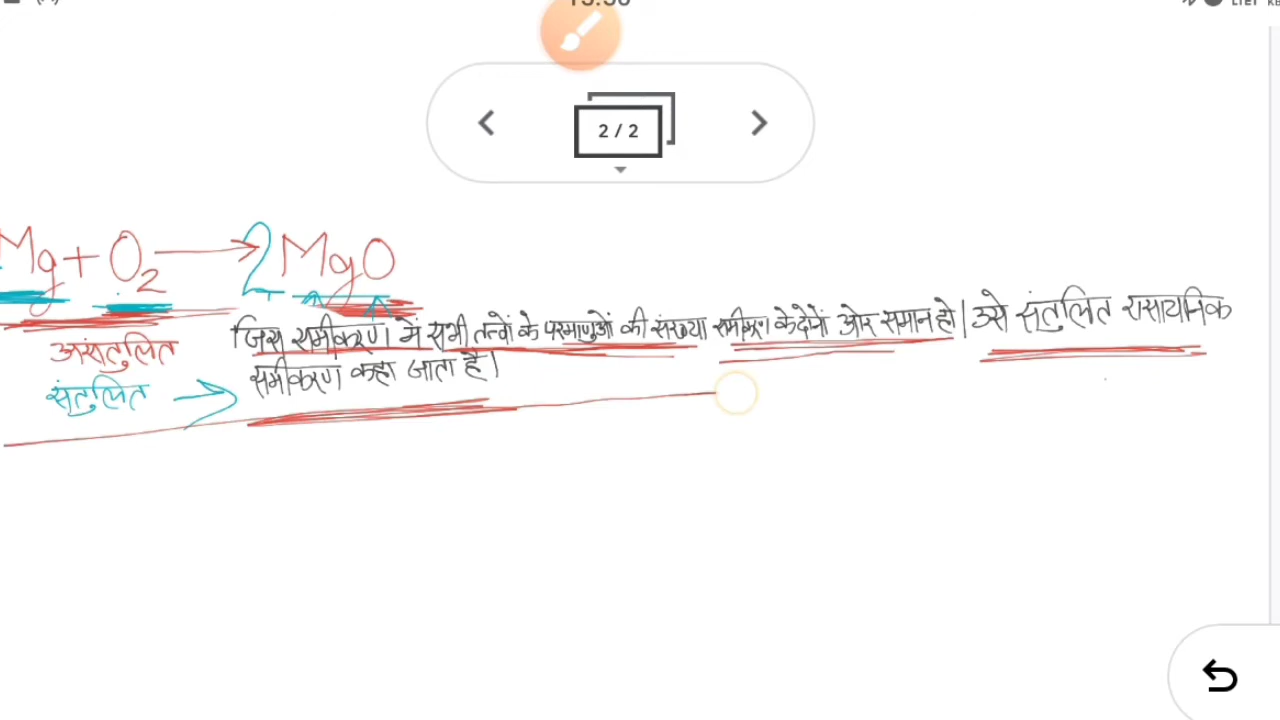 2 / 2
Mg + O2 → 2MgO
जिस समीकरण में सभी तत्वों के परमाणुओं की संख्या समीकरण के दोनों ओर समान हो। उसे संतुलित रासायनिक
समीकरण कहा जाता है।
असंतुलित
संतुलित →